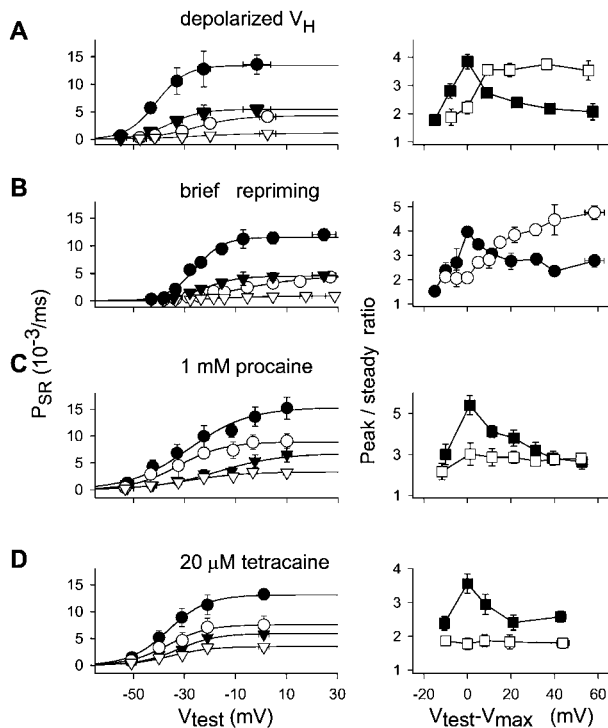 A
depolarized V_H
15
10
5
0
4
3
2
1
B
brief repriming
15
10
5
0
5
4
3
2
1
P_SR (10⁻³/ms)
Peak / steady ratio
C
1 mM procaine
15
10
5
0
5
3
1
D
20 μM tetracaine
15
10
5
0
4
3
2
1
-50 -30 -10 10 30
-20 0 20 40 60
V_test (mV)
V_test-V_max (mV)